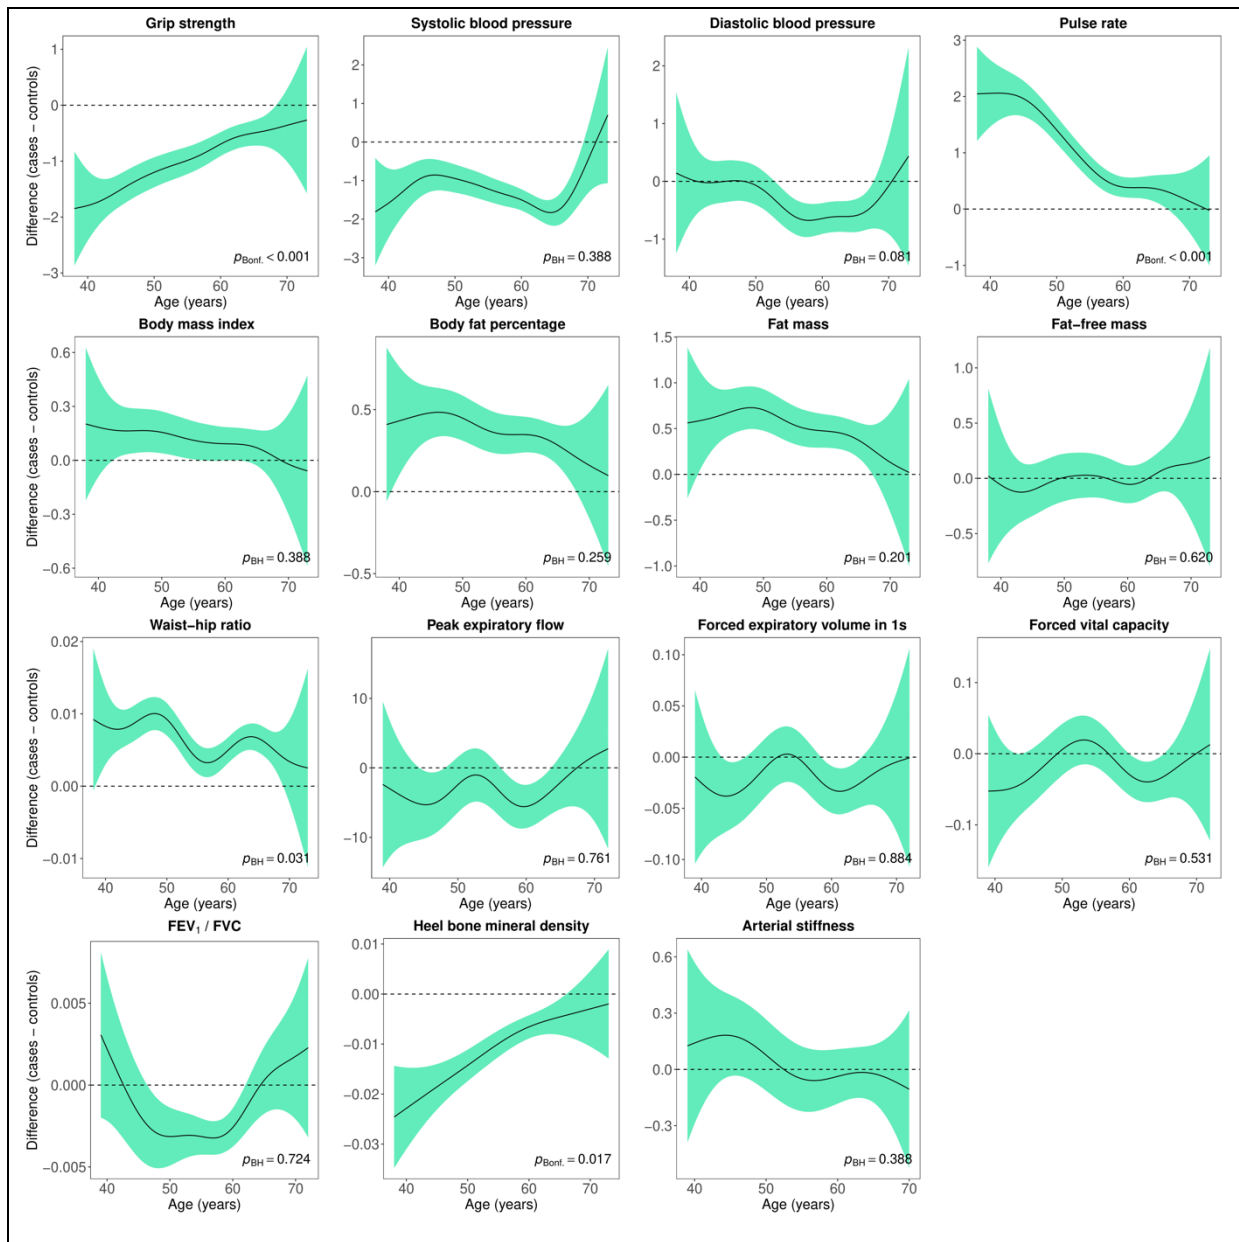 Grip strength
Systolic blood pressure
Diastolic blood pressure
Pulse rate
Difference (cases − controls)
1
0
−1
−2
−3
40 50 60 70
Age (years)
pBonf. < 0.001
2
1
0
−1
−2
−3
40 50 60 70
Age (years)
pBH = 0.388
2
1
0
−1
40 50 60 70
Age (years)
pBH = 0.081
3
2
1
0
−1
40 50 60 70
Age (years)
pBonf. < 0.001
Body mass index
Body fat percentage
Fat mass
Fat−free mass
Difference (cases − controls)
0.6
0.3
0.0
−0.3
−0.6
40 50 60 70
Age (years)
pBH = 0.388
0.5
0.0
−0.5
40 50 60 70
Age (years)
pBH = 0.259
1.5
1.0
0.5
0.0
−0.5
−1.0
40 50 60 70
Age (years)
pBH = 0.201
1.0
0.5
0.0
−0.5
40 50 60 70
Age (years)
pBH = 0.620
Waist−hip ratio
Peak expiratory flow
Forced expiratory volume in 1s
Forced vital capacity
Difference (cases − controls)
0.02
0.01
0.00
−0.01
40 50 60 70
Age (years)
pBH = 0.031
10
0
−10
40 50 60 70
Age (years)
pBH = 0.761
0.10
0.05
0.00
−0.05
−0.10
40 50 60 70
Age (years)
pBH = 0.884
0.1
0.0
−0.1
40 50 60 70
Age (years)
pBH = 0.531
FEV₁ / FVC
Heel bone mineral density
Arterial stiffness
Difference (cases − controls)
0.005
0.000
−0.005
40 50 60 70
Age (years)
pBH = 0.724
0.01
0.00
−0.01
−0.02
−0.03
40 50 60 70
Age (years)
pBonf. = 0.017
0.6
0.3
0.0
−0.3
40 50 60 70
Age (years)
pBH = 0.388